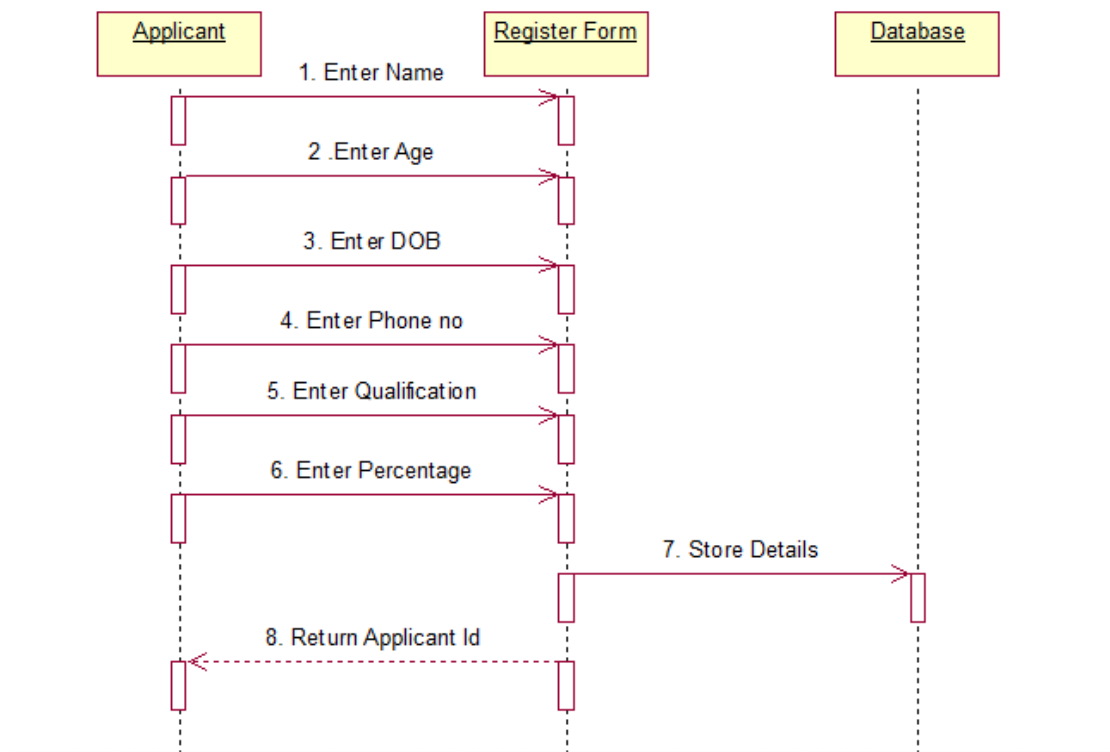 Applicant
Register Form
Database
1. Enter Name
2 .Enter Age
3. Enter DOB
4. Enter Phone no
5. Enter Qualification
6. Enter Percentage
7. Store Details
8. Return Applicant Id